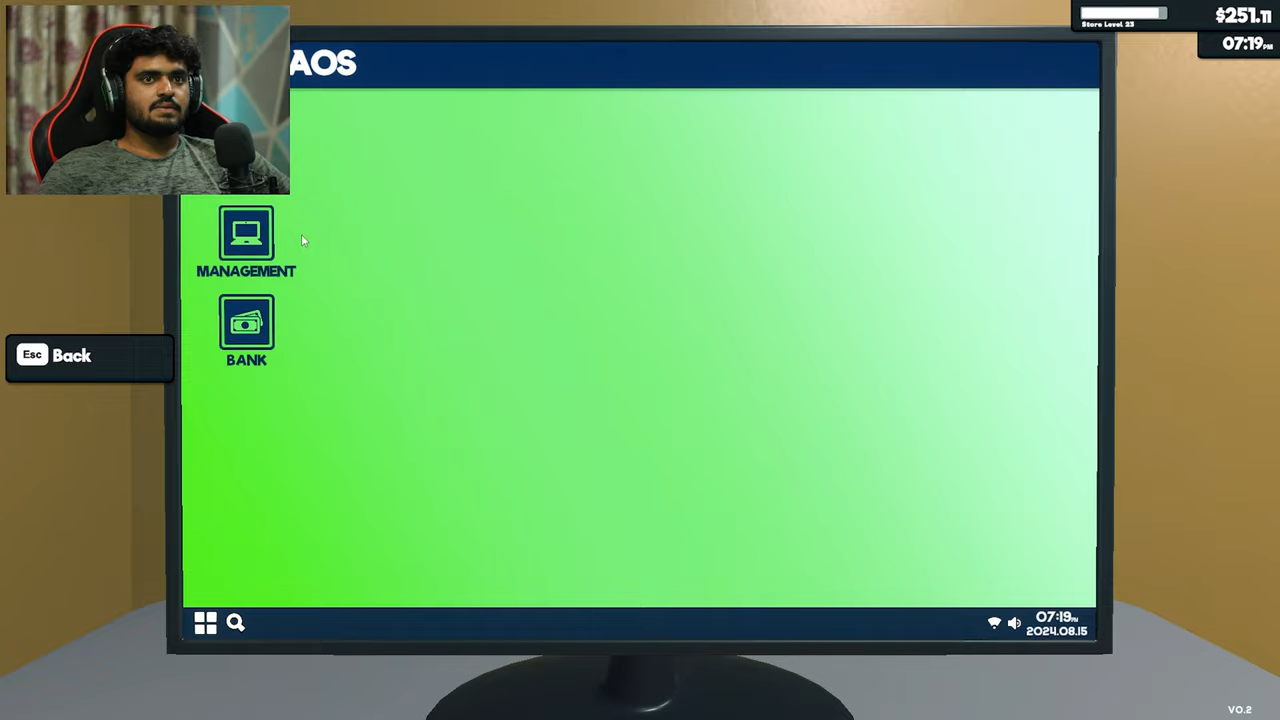 $251.11
Store Level 23
07:19PM
AOS
MANAGEMENT
BANK
Esc Back
07:19PM
2024.08.15
V0.2